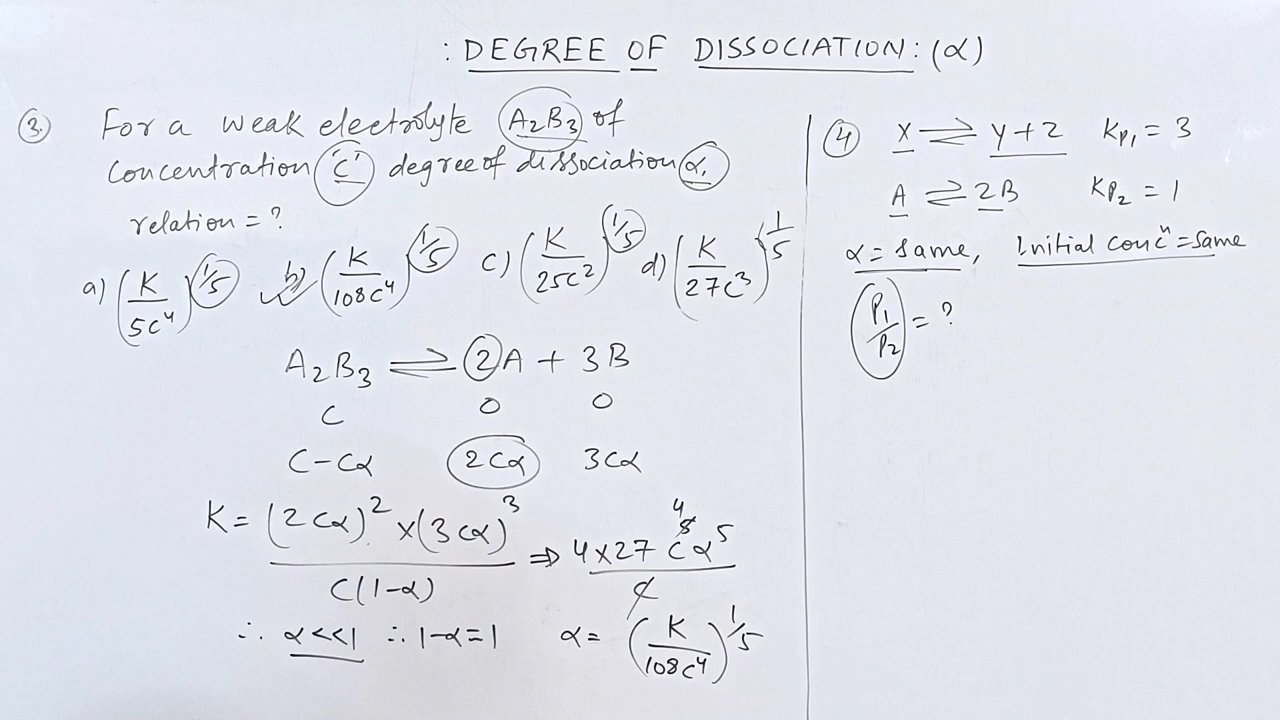 : DEGREE OF DISSOCIATION : (α)
3. For a weak electrolyte A₂B₃ of
concentration 'c' degree of dissociation α,
relation = ?
a) (K/5c⁴)^1/5 b) (K/108c⁴)^1/5 c) (K/25c²)^1/5 d) (K/27c³)^1/5
A₂B₃ ⇌ 2A + 3B
C 0 0
C-Cα 2Cα 3Cα
K = (2Cα)² × (3Cα)³ / C(1-α) ⇒ 4×27 C⁵ ⁴ α⁵ / C
∴ α<<1 ∴ 1-α=1 α = (K/108C⁴)^1/5
4 X ⇌ Y + Z Kp₁ = 3
A ⇌ 2B Kp₂ = 1
α = same, Initial concⁿ = same
P₁/P₂ = ?